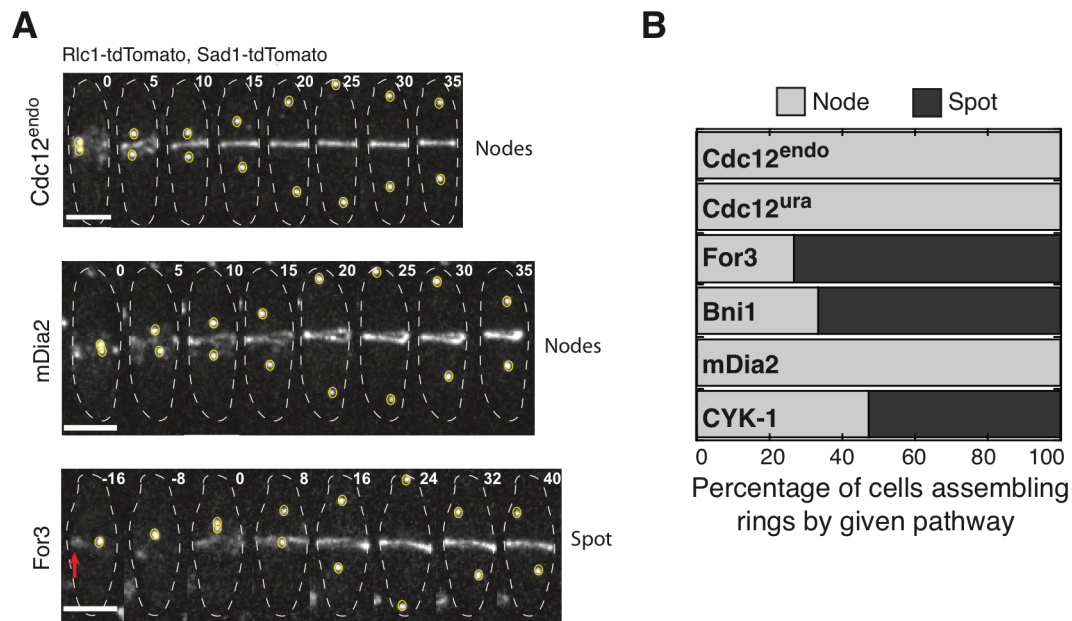 A
Rlc1-tdTomato, Sad1-tdTomato
Cdc12endo
0 5 10 15 20 25 30 35
Nodes
mDia2
0 5 10 15 20 25 30 35
Nodes
For3
-16 -8 0 8 16 24 32 40
Spot
B
Node Spot
Cdc12endo
Cdc12ura
For3
Bni1
mDia2
CYK-1
0 20 40 60 80 100
Percentage of cells assembling
rings by given pathway